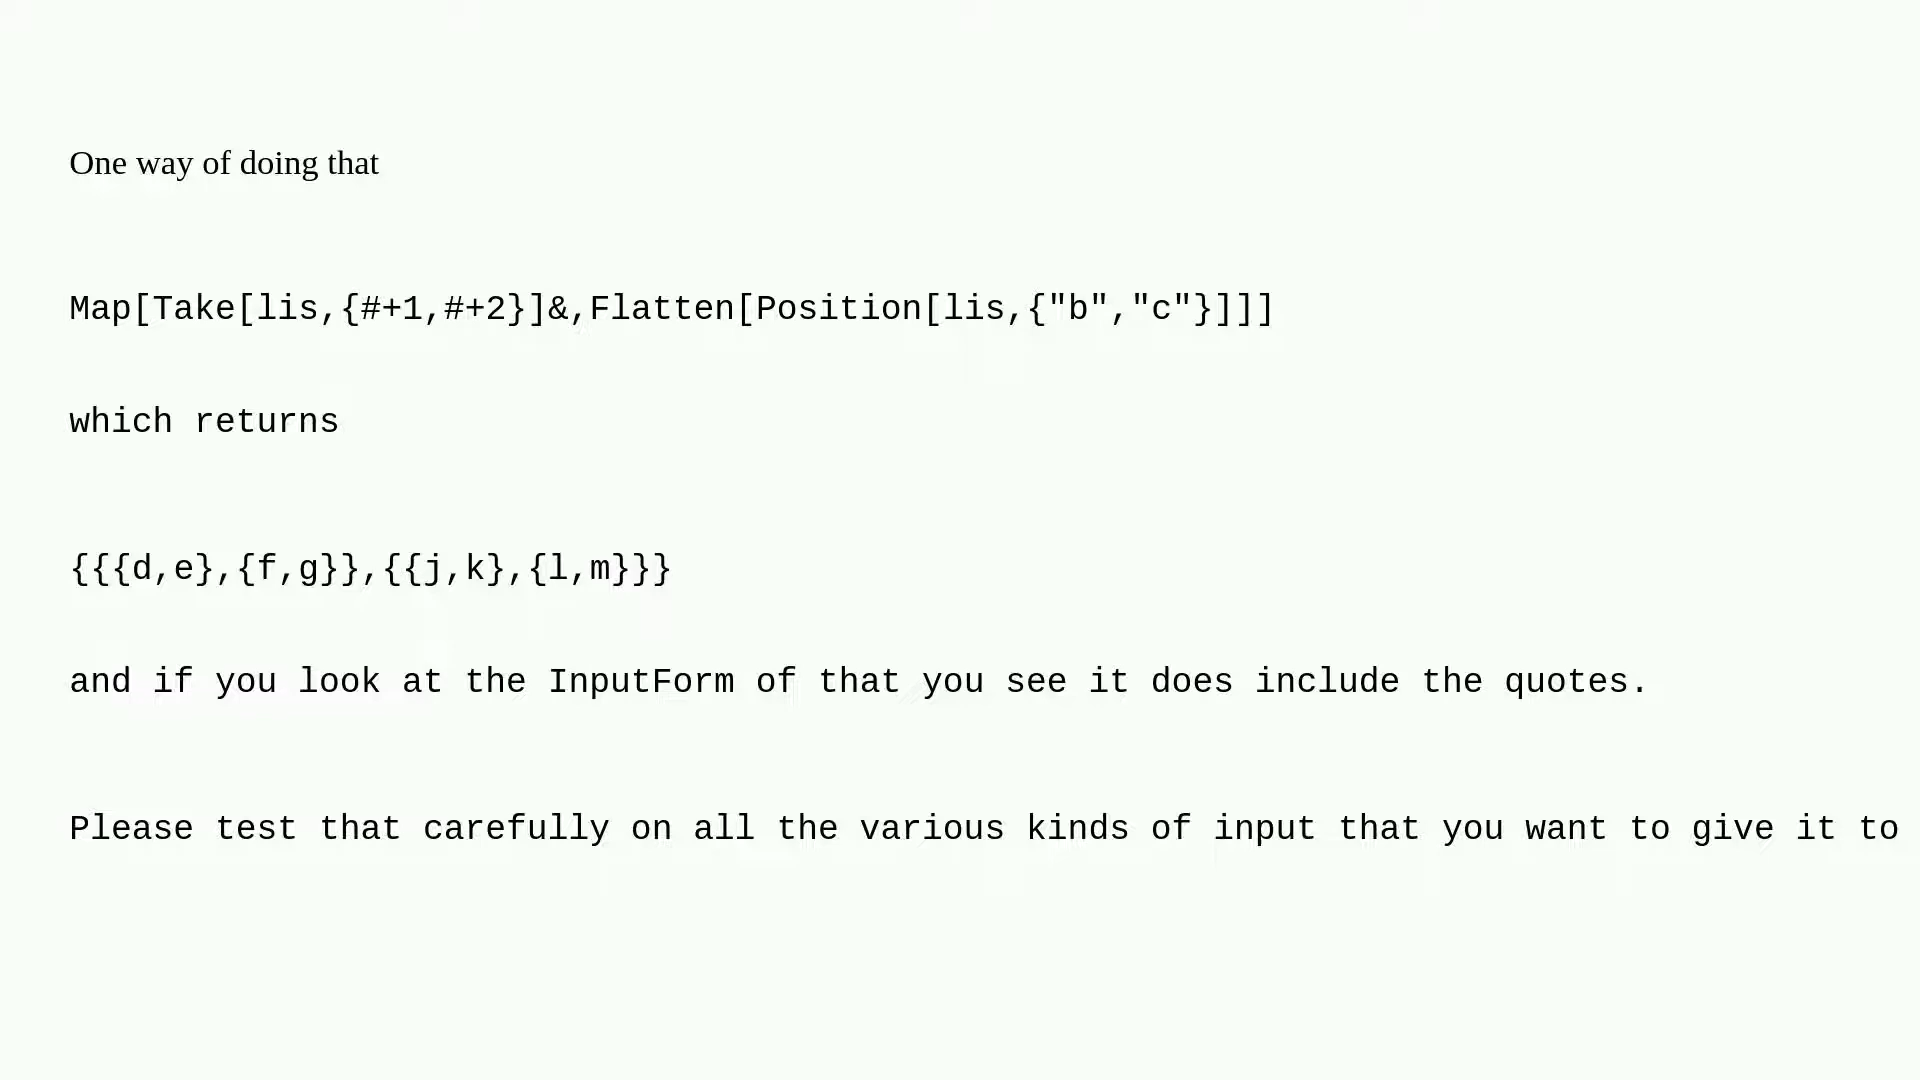 One way of doing that
Map[Take[lis,{#+1,#+2}]&,Flatten[Position[lis,{"b","c"}]]]
which returns
{{{d,e},{f,g}},{{j,k},{l,m}}}
and if you look at the InputForm of that you see it does include the quotes.
Please test that carefully on all the various kinds of input that you want to give it to